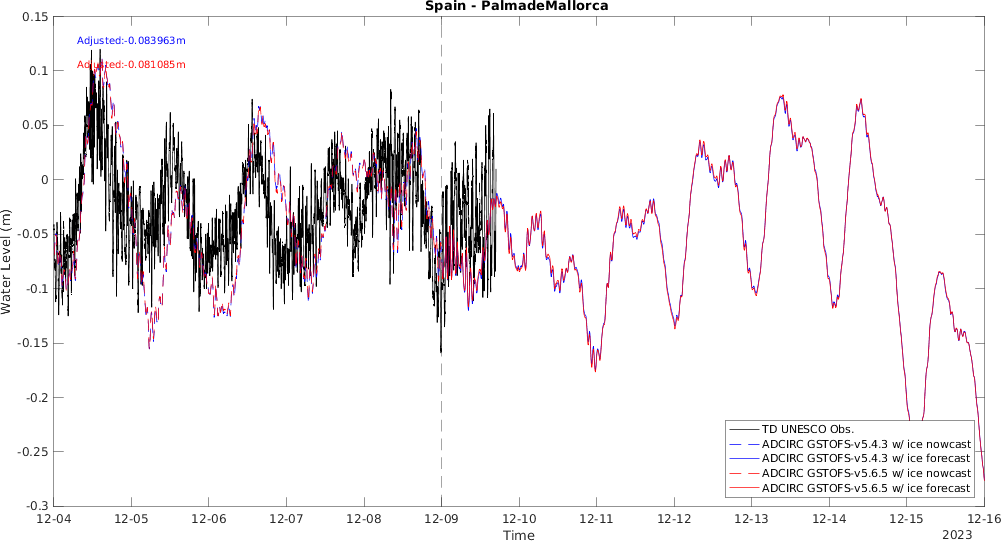 Spain - PalmadeMallorca
Adjusted:-0.083963m
Adjusted:-0.081085m
0.15
0.1
0.05
0
-0.05
-0.1
-0.15
-0.2
-0.25
-0.3
Water Level (m)
TD UNESCO Obs.
ADCIRC GSTOFS-v5.4.3 w/ ice nowcast
ADCIRC GSTOFS-v5.4.3 w/ ice forecast
ADCIRC GSTOFS-v5.6.5 w/ ice nowcast
ADCIRC GSTOFS-v5.6.5 w/ ice forecast
12-04 12-05 12-06 12-07 12-08 12-09 12-10 12-11 12-12 12-13 12-14 12-15 12-16
Time
2023